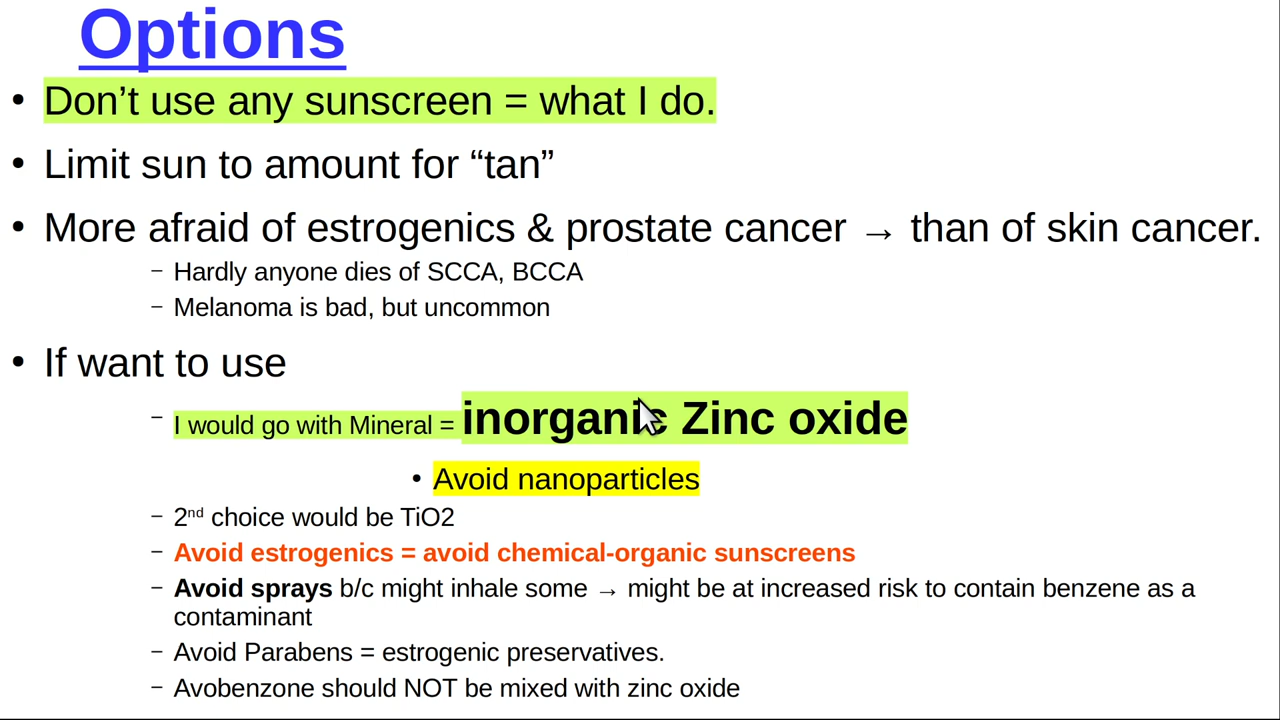 Options
• Don’t use any sunscreen = what I do.
• Limit sun to amount for “tan”
• More afraid of estrogenics & prostate cancer → than of skin cancer.
– Hardly anyone dies of SCCA, BCCA
– Melanoma is bad, but uncommon
• If want to use
– I would go with Mineral = inorganic Zinc oxide
• Avoid nanoparticles
– 2nd choice would be TiO2
– Avoid estrogenics = avoid chemical-organic sunscreens
– Avoid sprays b/c might inhale some → might be at increased risk to contain benzene as a
contaminant
– Avoid Parabens = estrogenic preservatives.
– Avobenzone should NOT be mixed with zinc oxide